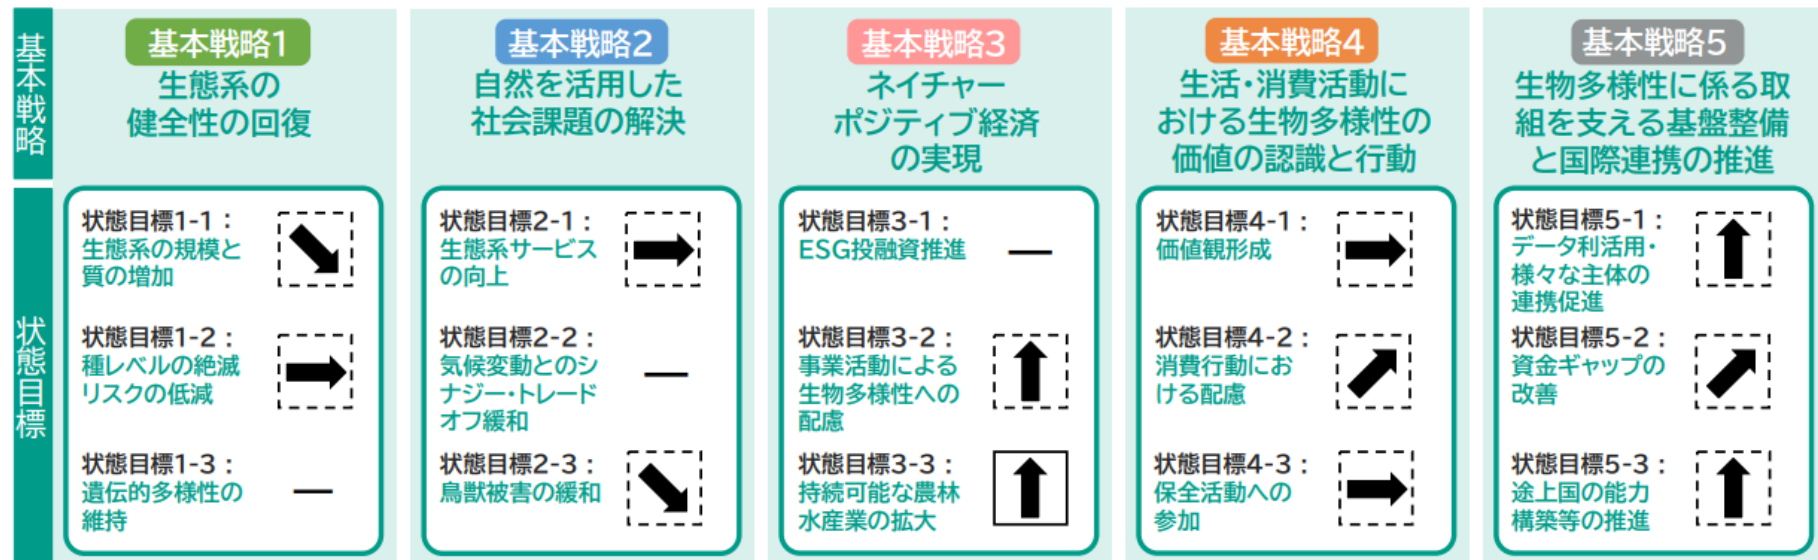 基本戦略
基本戦略1
生態系の
健全性の回復
基本戦略2
自然を活用した
社会課題の解決
基本戦略3
ネイチャー
ポジティブ経済
の実現
基本戦略4
生活・消費活動に
おける生物多様性の
価値の認識と行動
基本戦略5
生物多様性に係る取
組を支える基盤整備
と国際連携の推進
状態目標
状態目標1-1：
生態系の規模と
質の増加
状態目標1-2：
種レベルの絶滅
リスクの低減
状態目標1-3：
遺伝的多様性の
維持
状態目標2-1：
生態系サービス
の向上
状態目標2-2：
気候変動とのシ
ナジー・トレード
オフ緩和
状態目標2-3：
鳥獣被害の緩和
状態目標3-1：
ESG投融資推進
状態目標3-2：
事業活動による
生物多様性への
配慮
状態目標3-3：
持続可能な農林
水産業の拡大
状態目標4-1：
価値観形成
状態目標4-2：
消費行動にお
ける配慮
状態目標4-3：
保全活動への
参加
状態目標5-1：
データ利活用・
様々な主体の
連携促進
状態目標5-2：
資金ギャップの
改善
状態目標5-3：
途上国の能力
構築等の推進